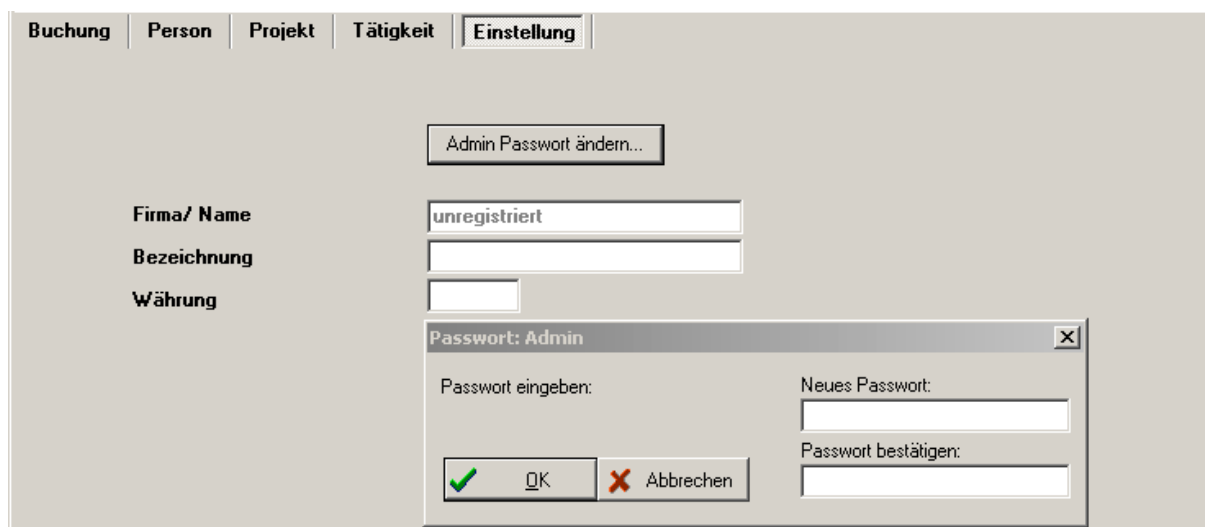 Buchung Person Projekt Tätigkeit Einstellung
Admin Passwort ändern...
Firma/ Name unregistriert
Bezeichnung
Währung
Passwort: Admin
Passwort eingeben: Neues Passwort:
Passwort bestätigen:
OK Abbrechen